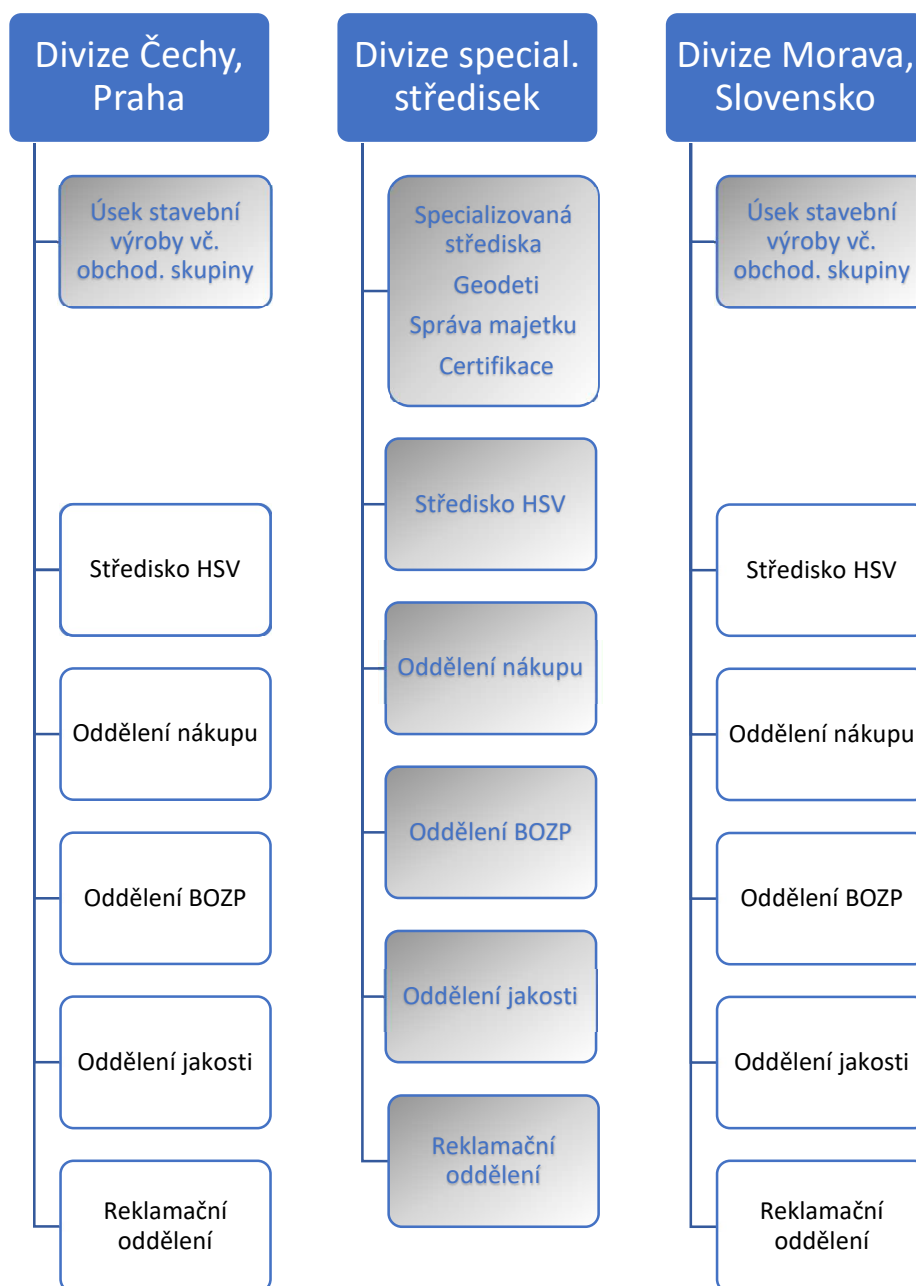 Divize Čechy,
Praha
Úsek stavební
výroby vč.
obchod. skupiny
Středisko HSV
Oddělení nákupu
Oddělení BOZP
Oddělení jakosti
Reklamační
oddělení
Divize special.
středisek
Specializovaná
střediska
Geodeti
Správa majetku
Certifikace
Středisko HSV
Oddělení nákupu
Oddělení BOZP
Oddělení jakosti
Reklamační
oddělení
Divize Morava,
Slovensko
Úsek stavební
výroby vč.
obchod. skupiny
Středisko HSV
Oddělení nákupu
Oddělení BOZP
Oddělení jakosti
Reklamační
oddělení